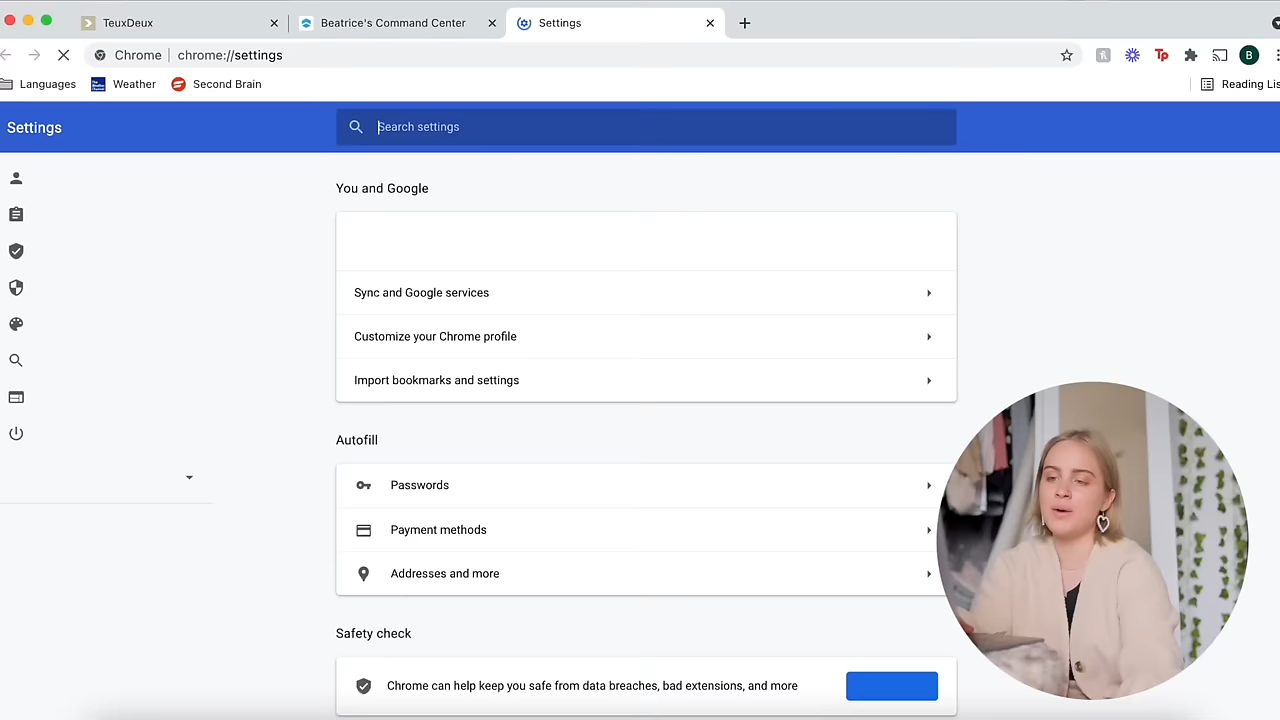 TeuxDeux
Beatrice's Command Center
Settings
Chrome
chrome://settings
Tp
B
Languages
Weather
Second Brain
Reading Lis
Settings
Search settings
You and Google
Sync and Google services
Customize your Chrome profile
Import bookmarks and settings
Autofill
Passwords
Payment methods
Addresses and more
Safety check
Chrome can help keep you safe from data breaches, bad extensions, and more